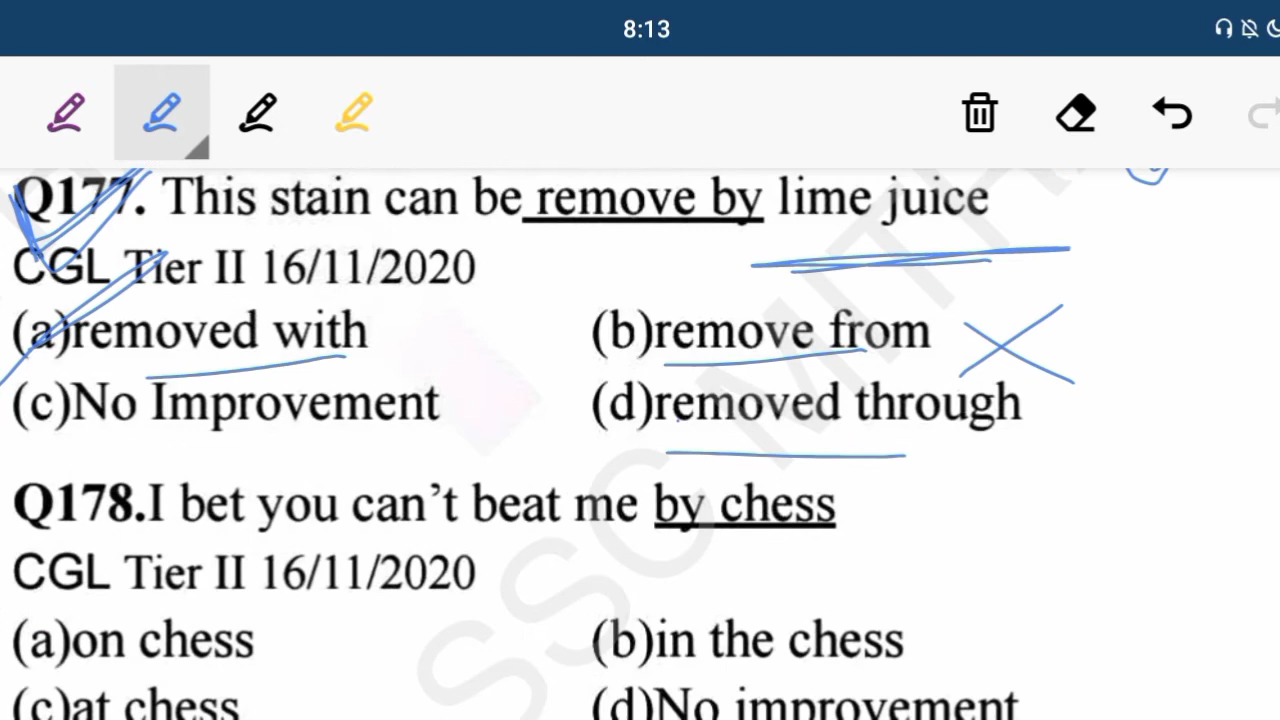 8:13
Q177. This stain can be remove by lime juice
CGL Tier II 16/11/2020
(a)removed with (b)remove from
(c)No Improvement (d)removed through
Q178.I bet you can't beat me by chess
CGL Tier II 16/11/2020
(a)on chess (b)in the chess
(c)at chess (d)No improvement
SSC MITH